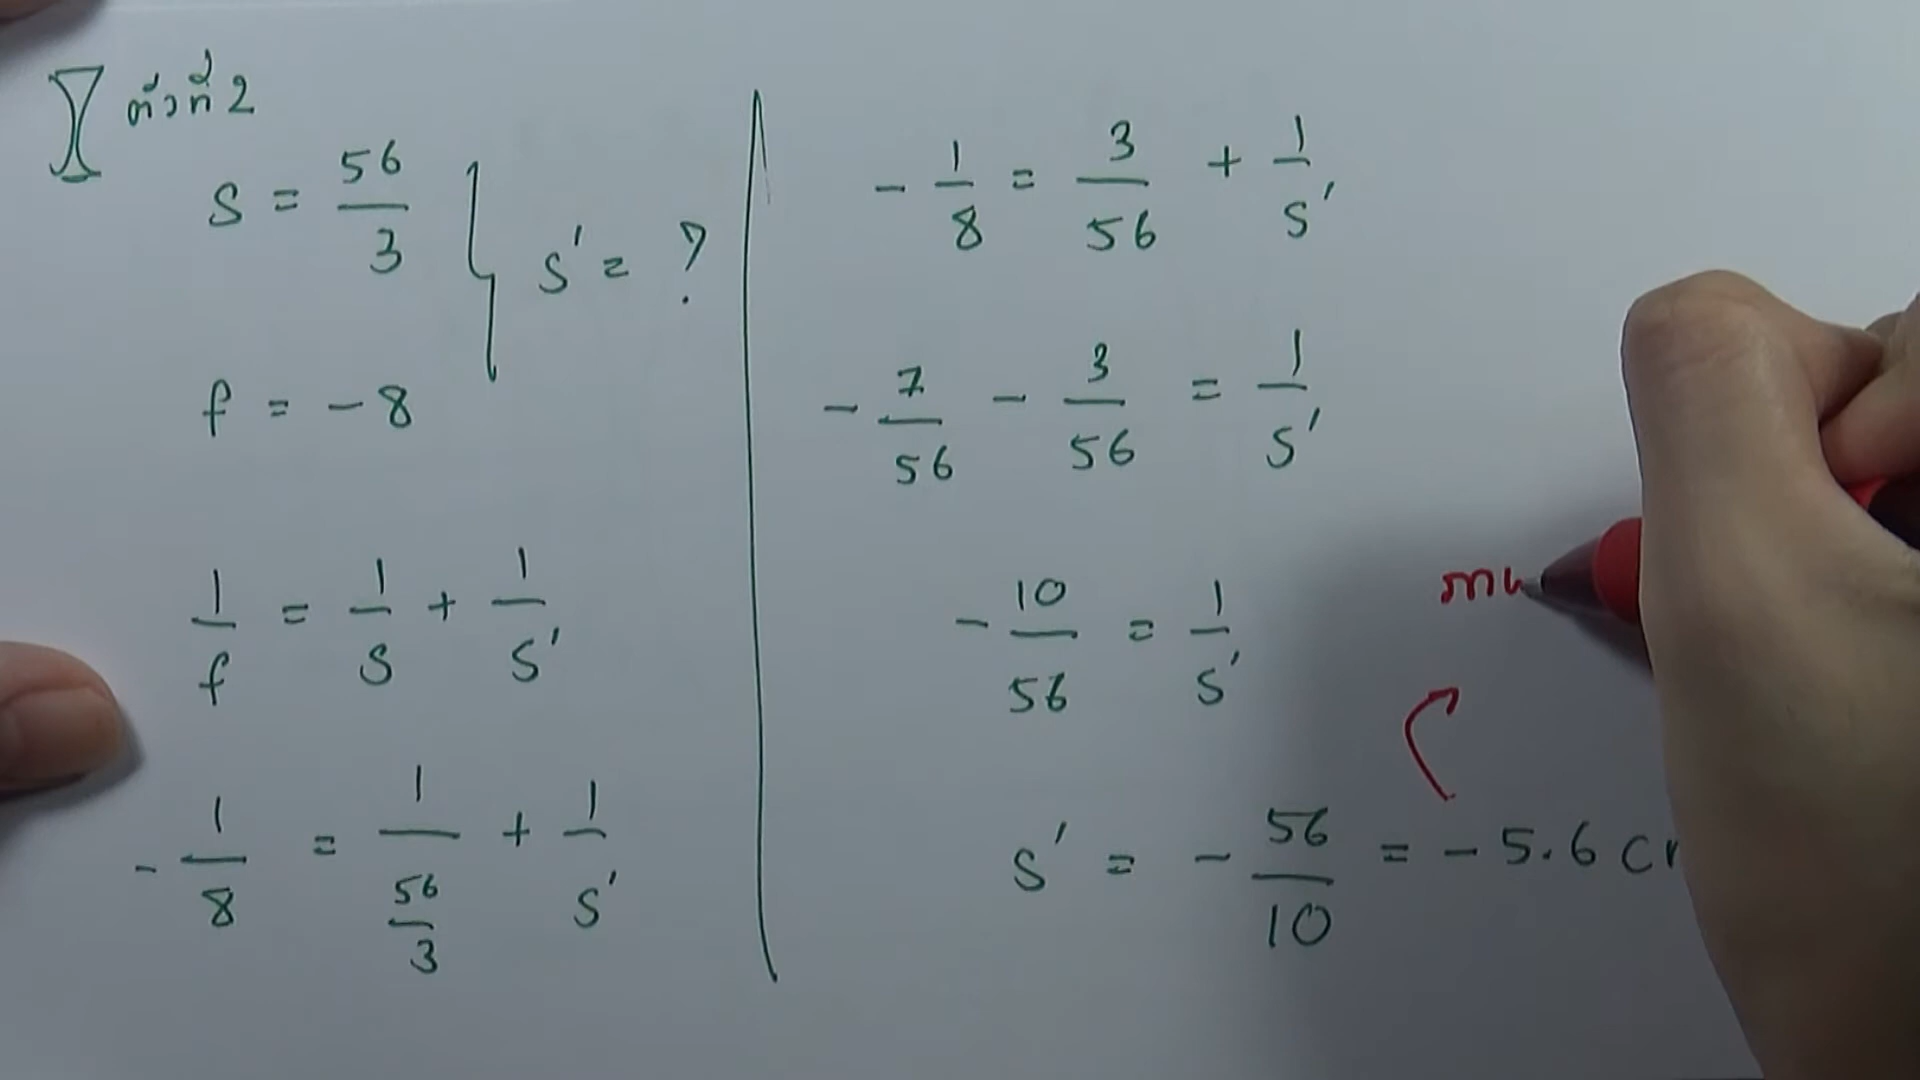 ตัวที่ 2
s = 56/3
s' = ?
f = -8
1/f = 1/s + 1/s'
-1/8 = 1/(56/3) + 1/s'
-1/8 = 3/56 + 1/s'
-7/56 - 3/56 = 1/s'
-10/56 = 1/s'
s' = -56/10 = -5.6